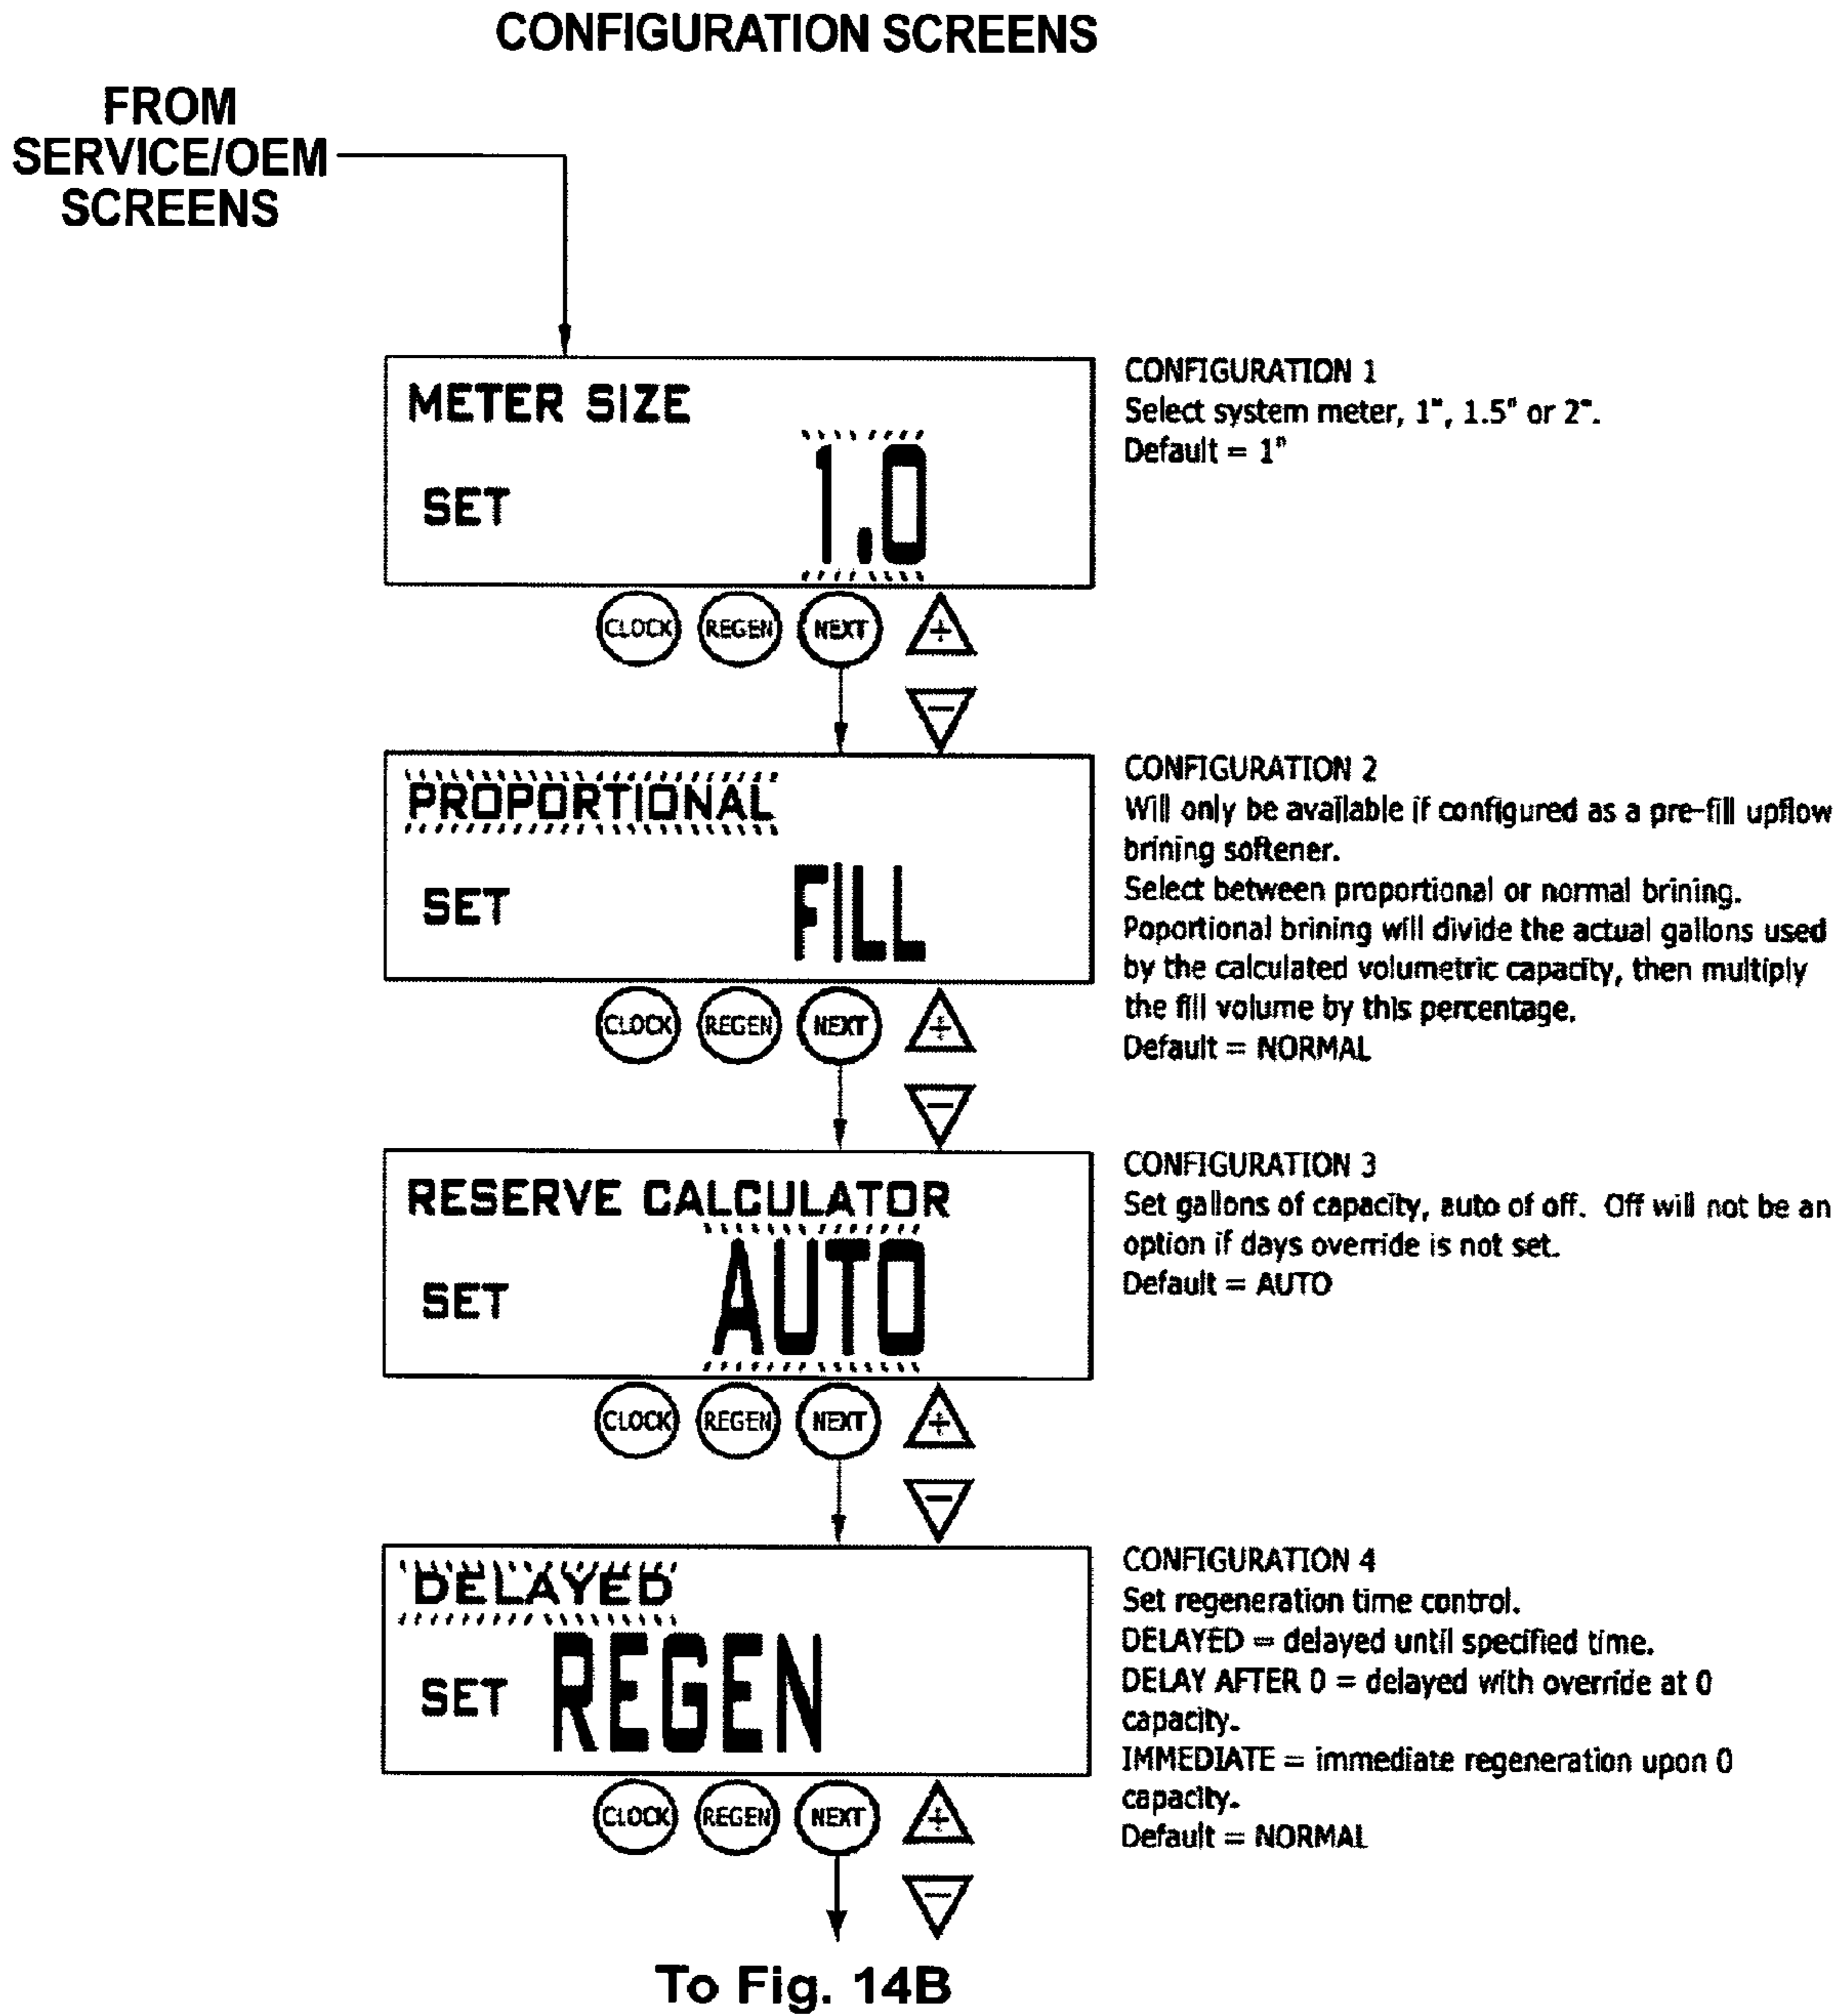 CONFIGURATION SCREENS
FROM
SERVICE/OEM
SCREENS
METER SIZE
SET
1.0
CLOCK REGEN NEXT + −
CONFIGURATION 1
Select system meter, 1", 1.5" or 2".
Default = 1"
PROPORTIONAL
SET
FILL
CLOCK REGEN NEXT + −
CONFIGURATION 2
Will only be available if configured as a pre-fill upflow
brining softener.
Select between proportional or normal brining.
Poportional brining will divide the actual gallons used
by the calculated volumetric capacity, then multiply
the fill volume by this percentage.
Default = NORMAL
RESERVE CALCULATOR
SET
AUTO
CLOCK REGEN NEXT + −
CONFIGURATION 3
Set gallons of capacity, auto of off. Off will not be an
option if days override is not set.
Default = AUTO
DELAYED
SET REGEN
CLOCK REGEN NEXT + −
CONFIGURATION 4
Set regeneration time control.
DELAYED = delayed until specified time.
DELAY AFTER 0 = delayed with override at 0
capacity.
IMMEDIATE = immediate regeneration upon 0
capacity.
Default = NORMAL
To Fig. 14B